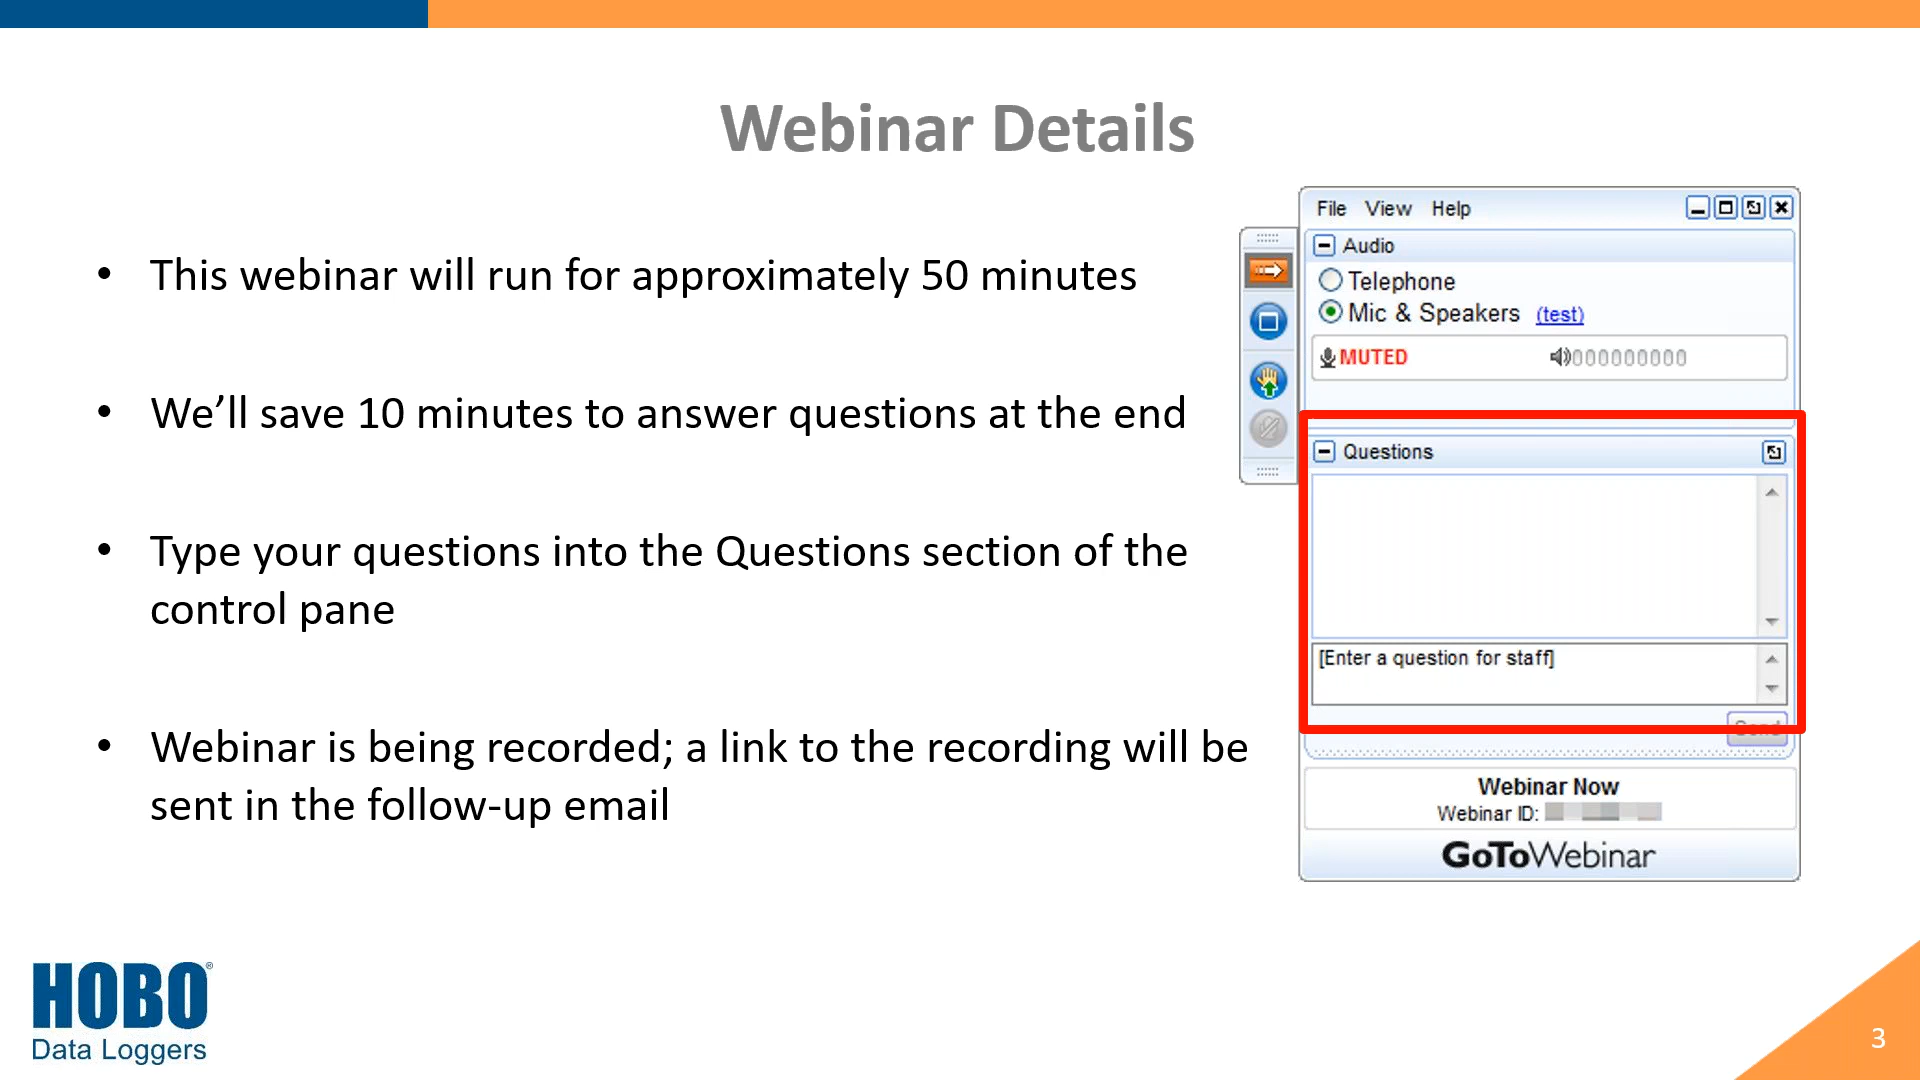 Webinar Details
• This webinar will run for approximately 50 minutes
• We’ll save 10 minutes to answer questions at the end
• Type your questions into the Questions section of the
control pane
• Webinar is being recorded; a link to the recording will be
sent in the follow-up email
File View Help
Audio
Telephone
Mic & Speakers (test)
MUTED
Questions
[Enter a question for staff]
Send
Webinar Now
Webinar ID:
GoToWebinar
HOBO®
Data Loggers
3